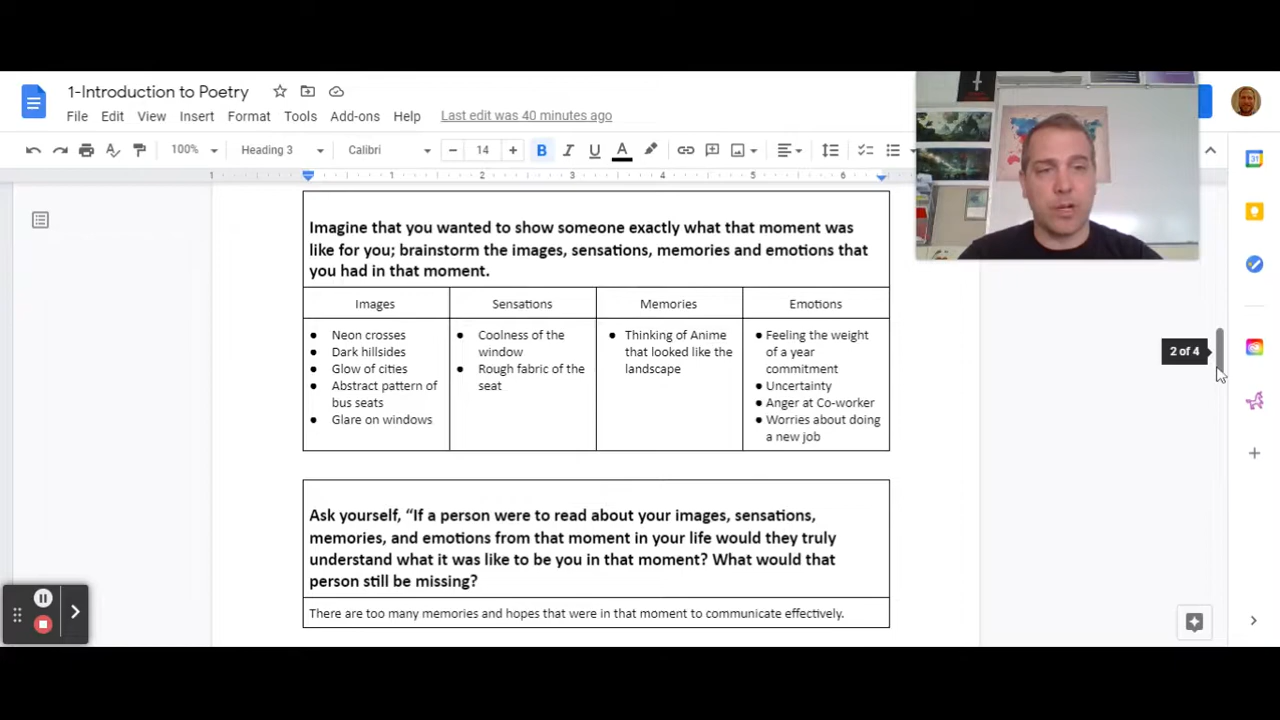 1-Introduction to Poetry
File Edit View Insert Format Tools Add-ons Help Last edit was 40 minutes ago
100% Heading 3 Calibri 14 B I U A
1 1 2 3 4 5 6
Imagine that you wanted to show someone exactly what that moment was
like for you; brainstorm the images, sensations, memories and emotions that
you had in that moment.
Images Sensations Memories Emotions
● Neon crosses
● Dark hillsides
● Glow of cities
● Abstract pattern of
bus seats
● Glare on windows
● Coolness of the
window
● Rough fabric of the
seat
● Thinking of Anime
that looked like the
landscape
● Feeling the weight
of a year
commitment
● Uncertainty
● Anger at Co-worker
● Worries about doing
a new job
2 of 4
Ask yourself, “If a person were to read about your images, sensations,
memories, and emotions from that moment in your life would they truly
understand what it was like to be you in that moment? What would that
person still be missing?
There are too many memories and hopes that were in that moment to communicate effectively.
31